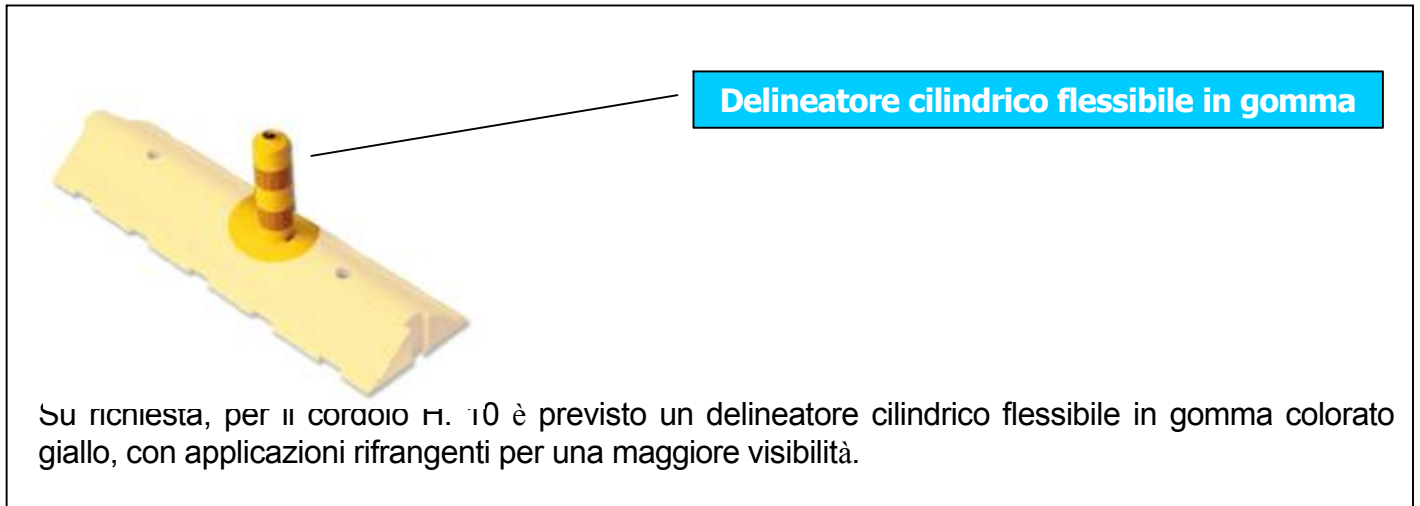 Delineatore cilindrico flessibile in gomma
Su richiesta, per il cordolo H. 10 è previsto un delineatore cilindrico flessibile in gomma colorato
giallo, con applicazioni rifrangenti per una maggiore visibilità.